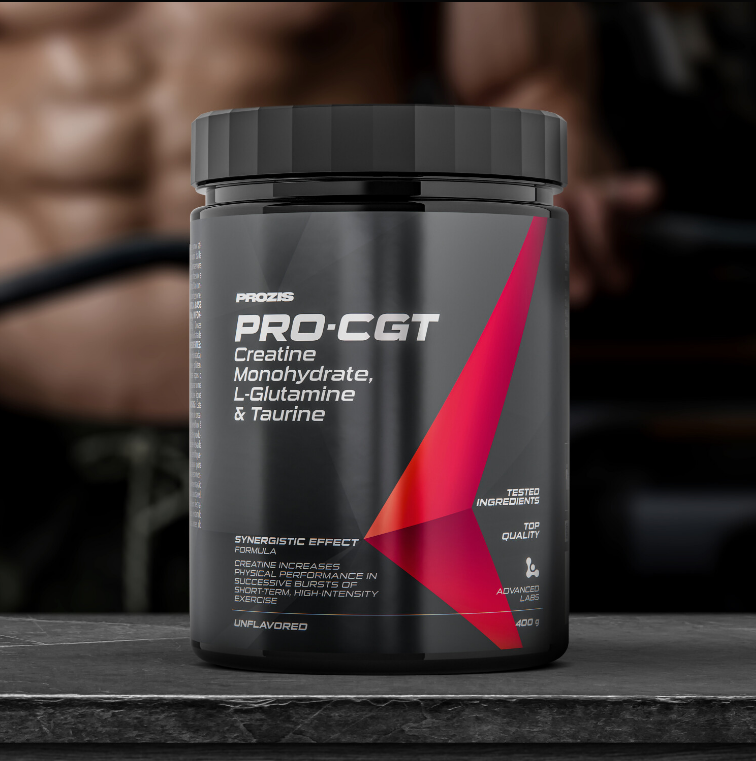 PROZIS
PRO·CGT
Creatine
Monohydrate,
L-Glutamine
& Taurine
TESTED
INGREDIENTS
TOP
QUALITY
ADVANCED
LABS
SYNERGISTIC EFFECT
FORMULA
CREATINE INCREASES
PHYSICAL PERFORMANCE IN
SUCCESSIVE BURSTS OF
SHORT-TERM, HIGH-INTENSITY
EXERCISE
UNFLAVORED
400 g